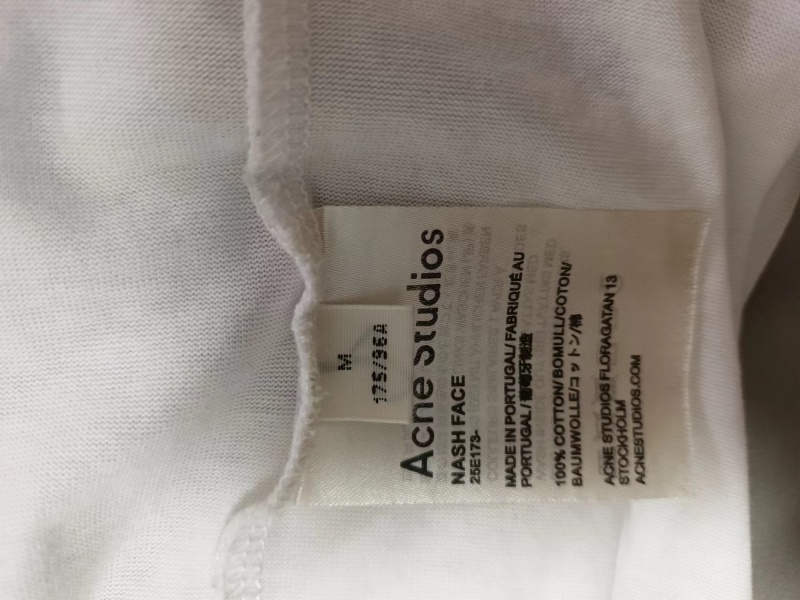 M
175/96A
Acne Studios
NASH FACE
25E173-
MADE IN PORTUGAL/ FABRIQUÉ AU
PORTUGAL / 葡萄牙制造
100% COTTON/ BOMULL/COTON/
BAUMWOLLE/コットン/棉
ACNE STUDIOS FLORAGATAN 13
STOCKHOLM
ACNESTUDIOS.COM